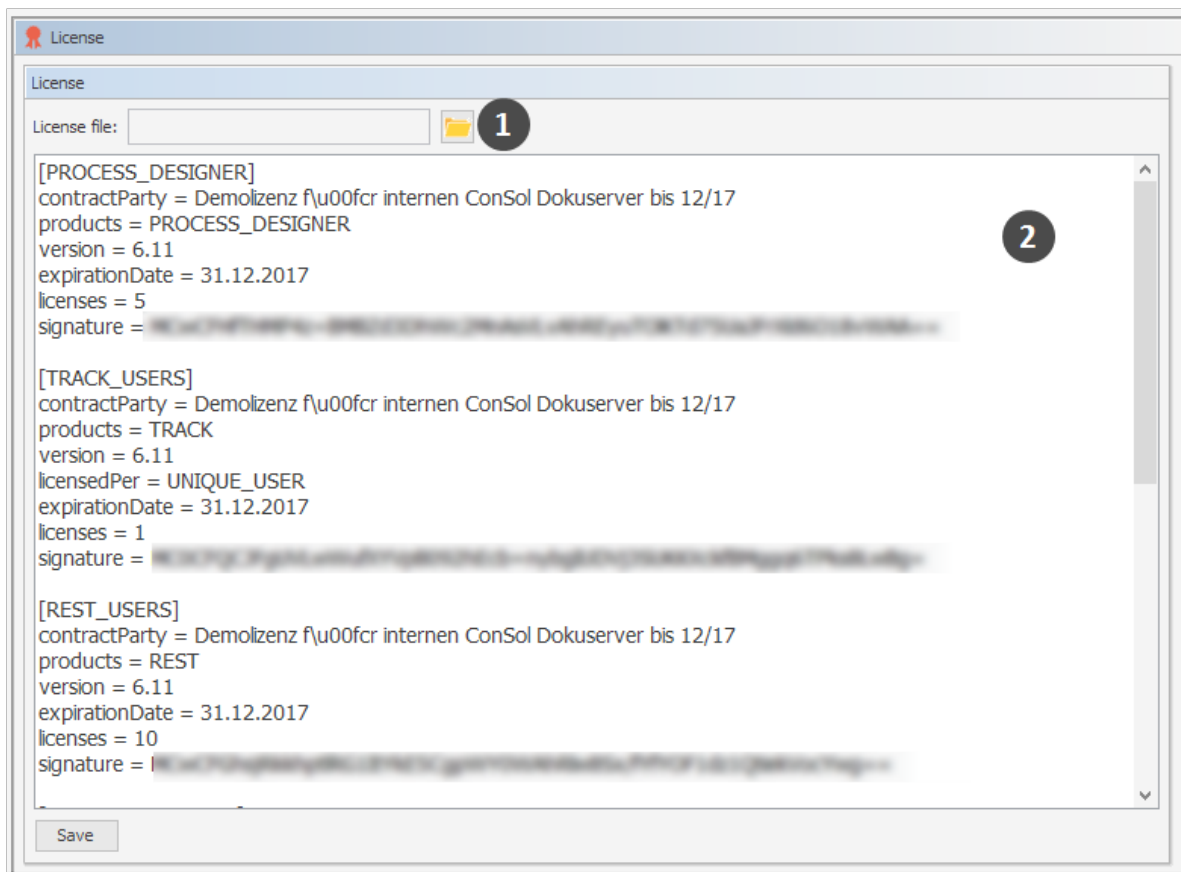 License
License
License file:
1
[PROCESS_DESIGNER]
contractParty = Demolizenz f\u00fcr internen ConSol Dokuserver bis 12/17
products = PROCESS_DESIGNER
2
version = 6.11
expirationDate = 31.12.2017
licenses = 5
signature =
[TRACK_USERS]
contractParty = Demolizenz f\u00fcr internen ConSol Dokuserver bis 12/17
products = TRACK
version = 6.11
licensedPer = UNIQUE_USER
expirationDate = 31.12.2017
licenses = 1
signature =
[REST_USERS]
contractParty = Demolizenz f\u00fcr internen ConSol Dokuserver bis 12/17
products = REST
version = 6.11
expirationDate = 31.12.2017
licenses = 10
signature =
Save